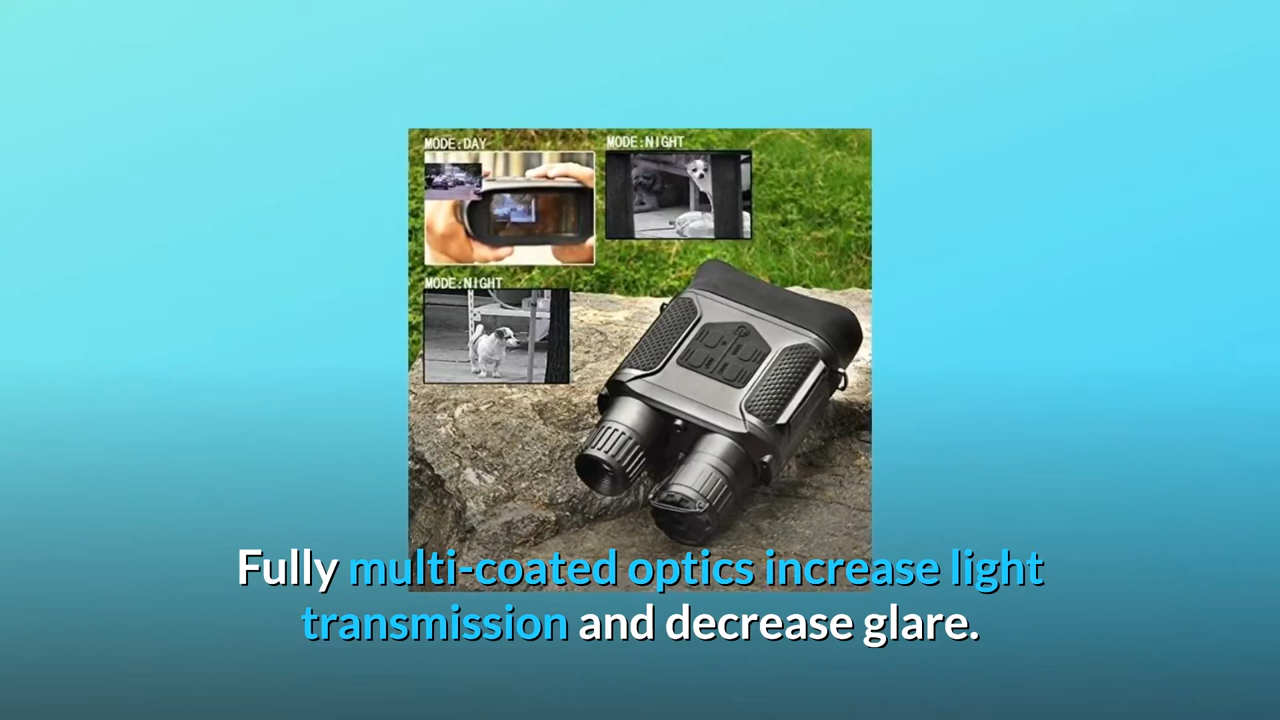 MODE:DAY
MODE:NIGHT
MODE:NIGHT
Fully multi-coated optics increase light
transmission and decrease glare.